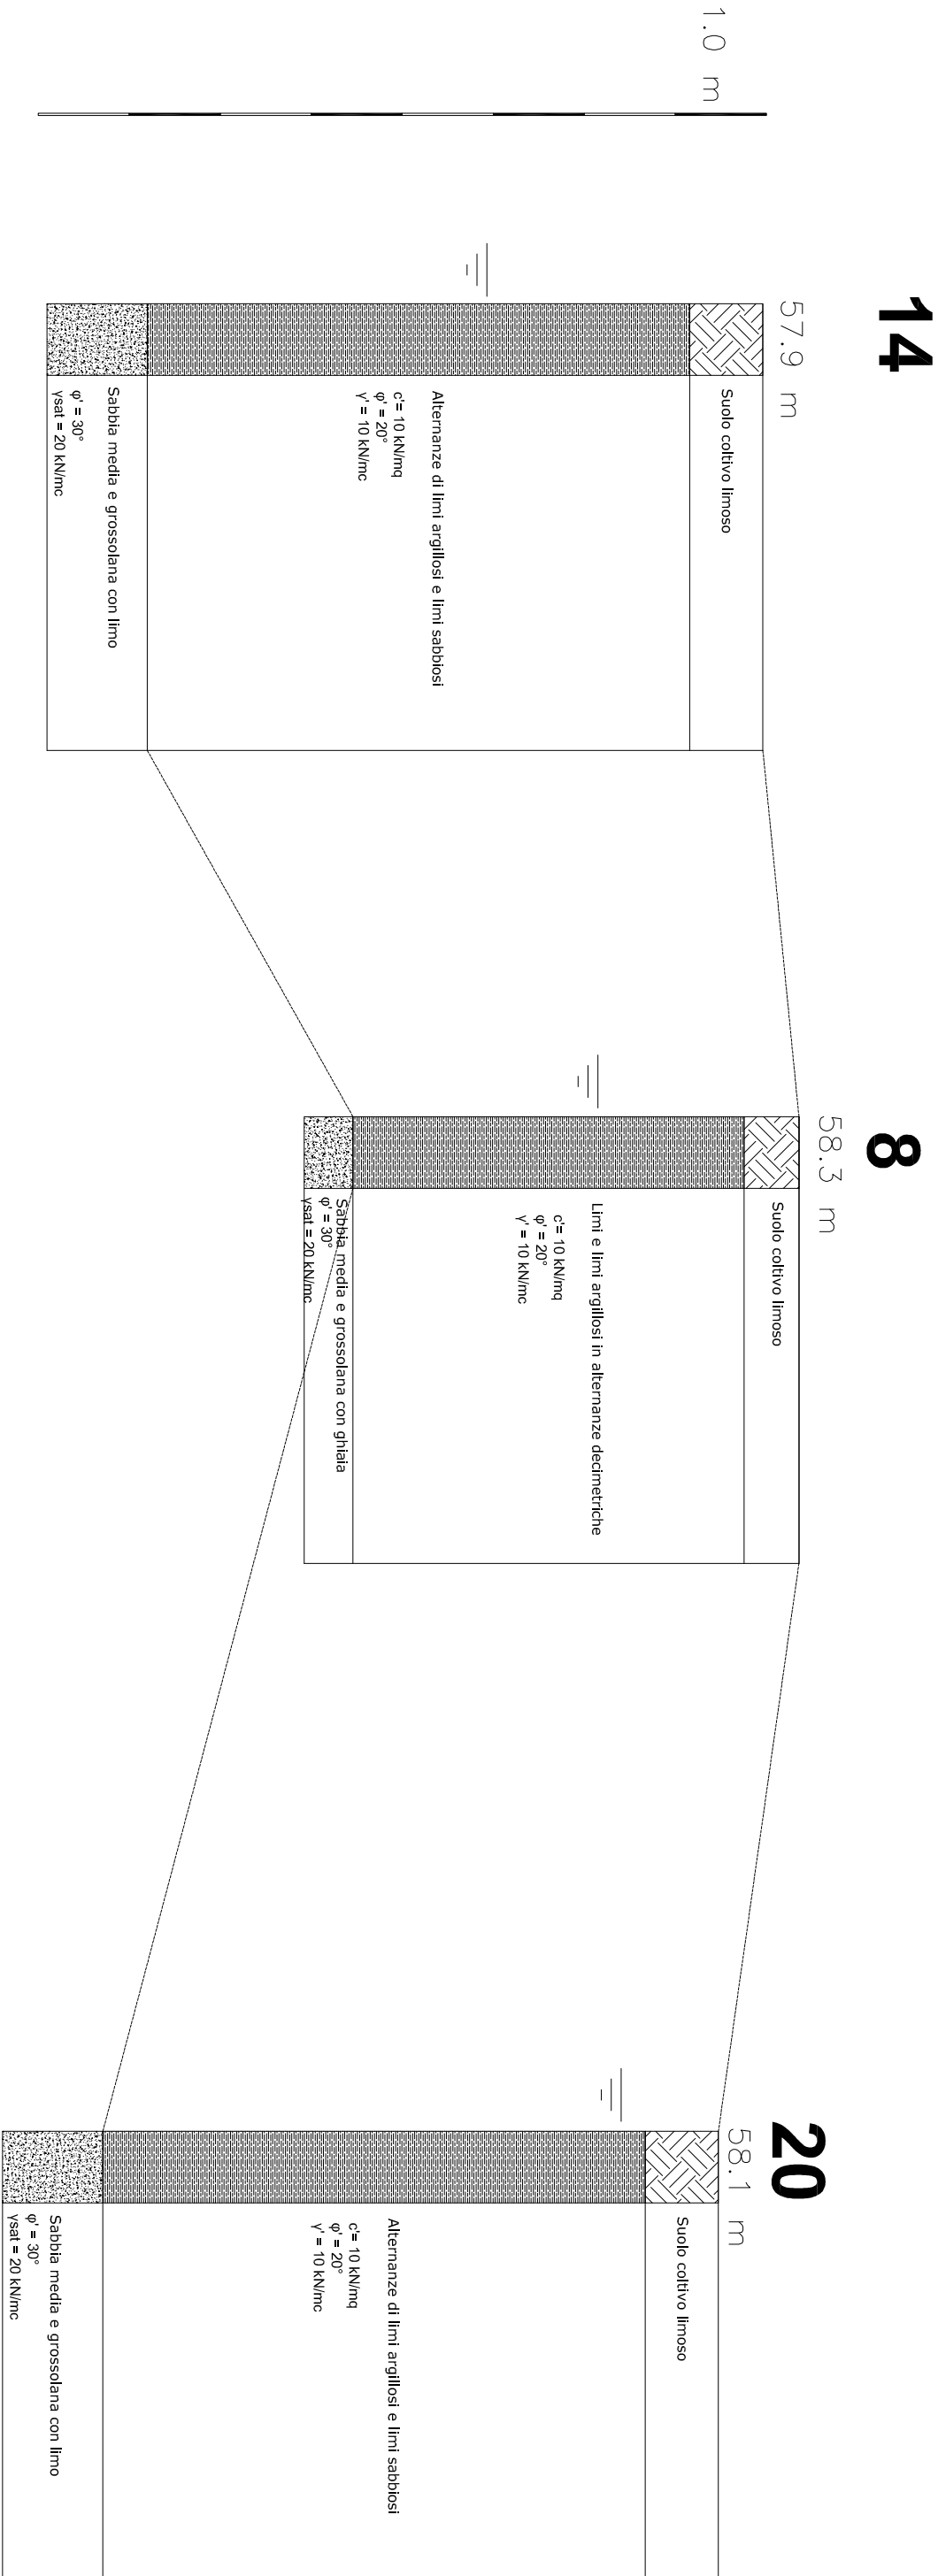 1.0 m
14
57.9 m
Suolo coltivo limoso
Alternanze di limi argillosi e limi sabbiosi
c'= 10 kN/mq
φ' = 20°
γ' = 10 kN/mc
Sabbia media e grossolana con limo
φ' = 30°
γsat = 20 kN/mc
8
58.3 m
Suolo coltivo limoso
Limi e limi argillosi in alternanze decimetriche
c'= 10 kN/mq
φ' = 20°
γ' = 10 kN/mc
Sabbia media e grossolana con ghiaia
φ' = 30°
γsat = 20 kN/mc
20
58.1 m
Suolo coltivo limoso
Alternanze di limi argillosi e limi sabbiosi
c'= 10 kN/mq
φ' = 20°
γ' = 10 kN/mc
Sabbia media e grossolana con limo
φ' = 30°
γsat = 20 kN/mc